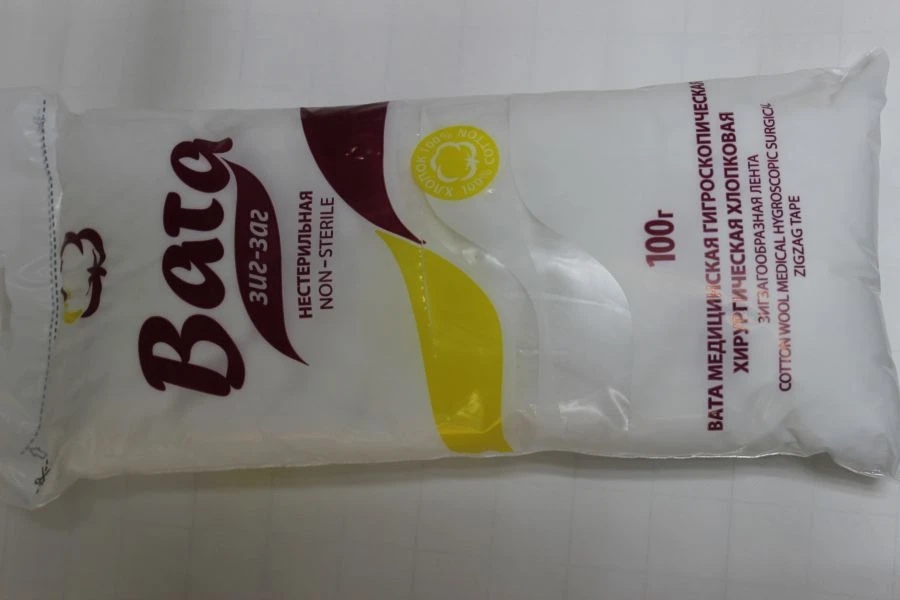 Вата
зиг-заг
НЕСТЕРИЛЬНАЯ
NON-STERILE
ХЛОПОК 100% COTTON 100%
100г
ВАТА МЕДИЦИНСКАЯ ГИГРОСКОПИЧЕСКАЯ
ХИРУРГИЧЕСКАЯ ХЛОПКОВАЯ
ЗИГЗАГООБРАЗНАЯ ЛЕНТА
COTTON WOOL MEDICAL HYGROSCOPIC SURGICAL
ZIGZAG TAPE